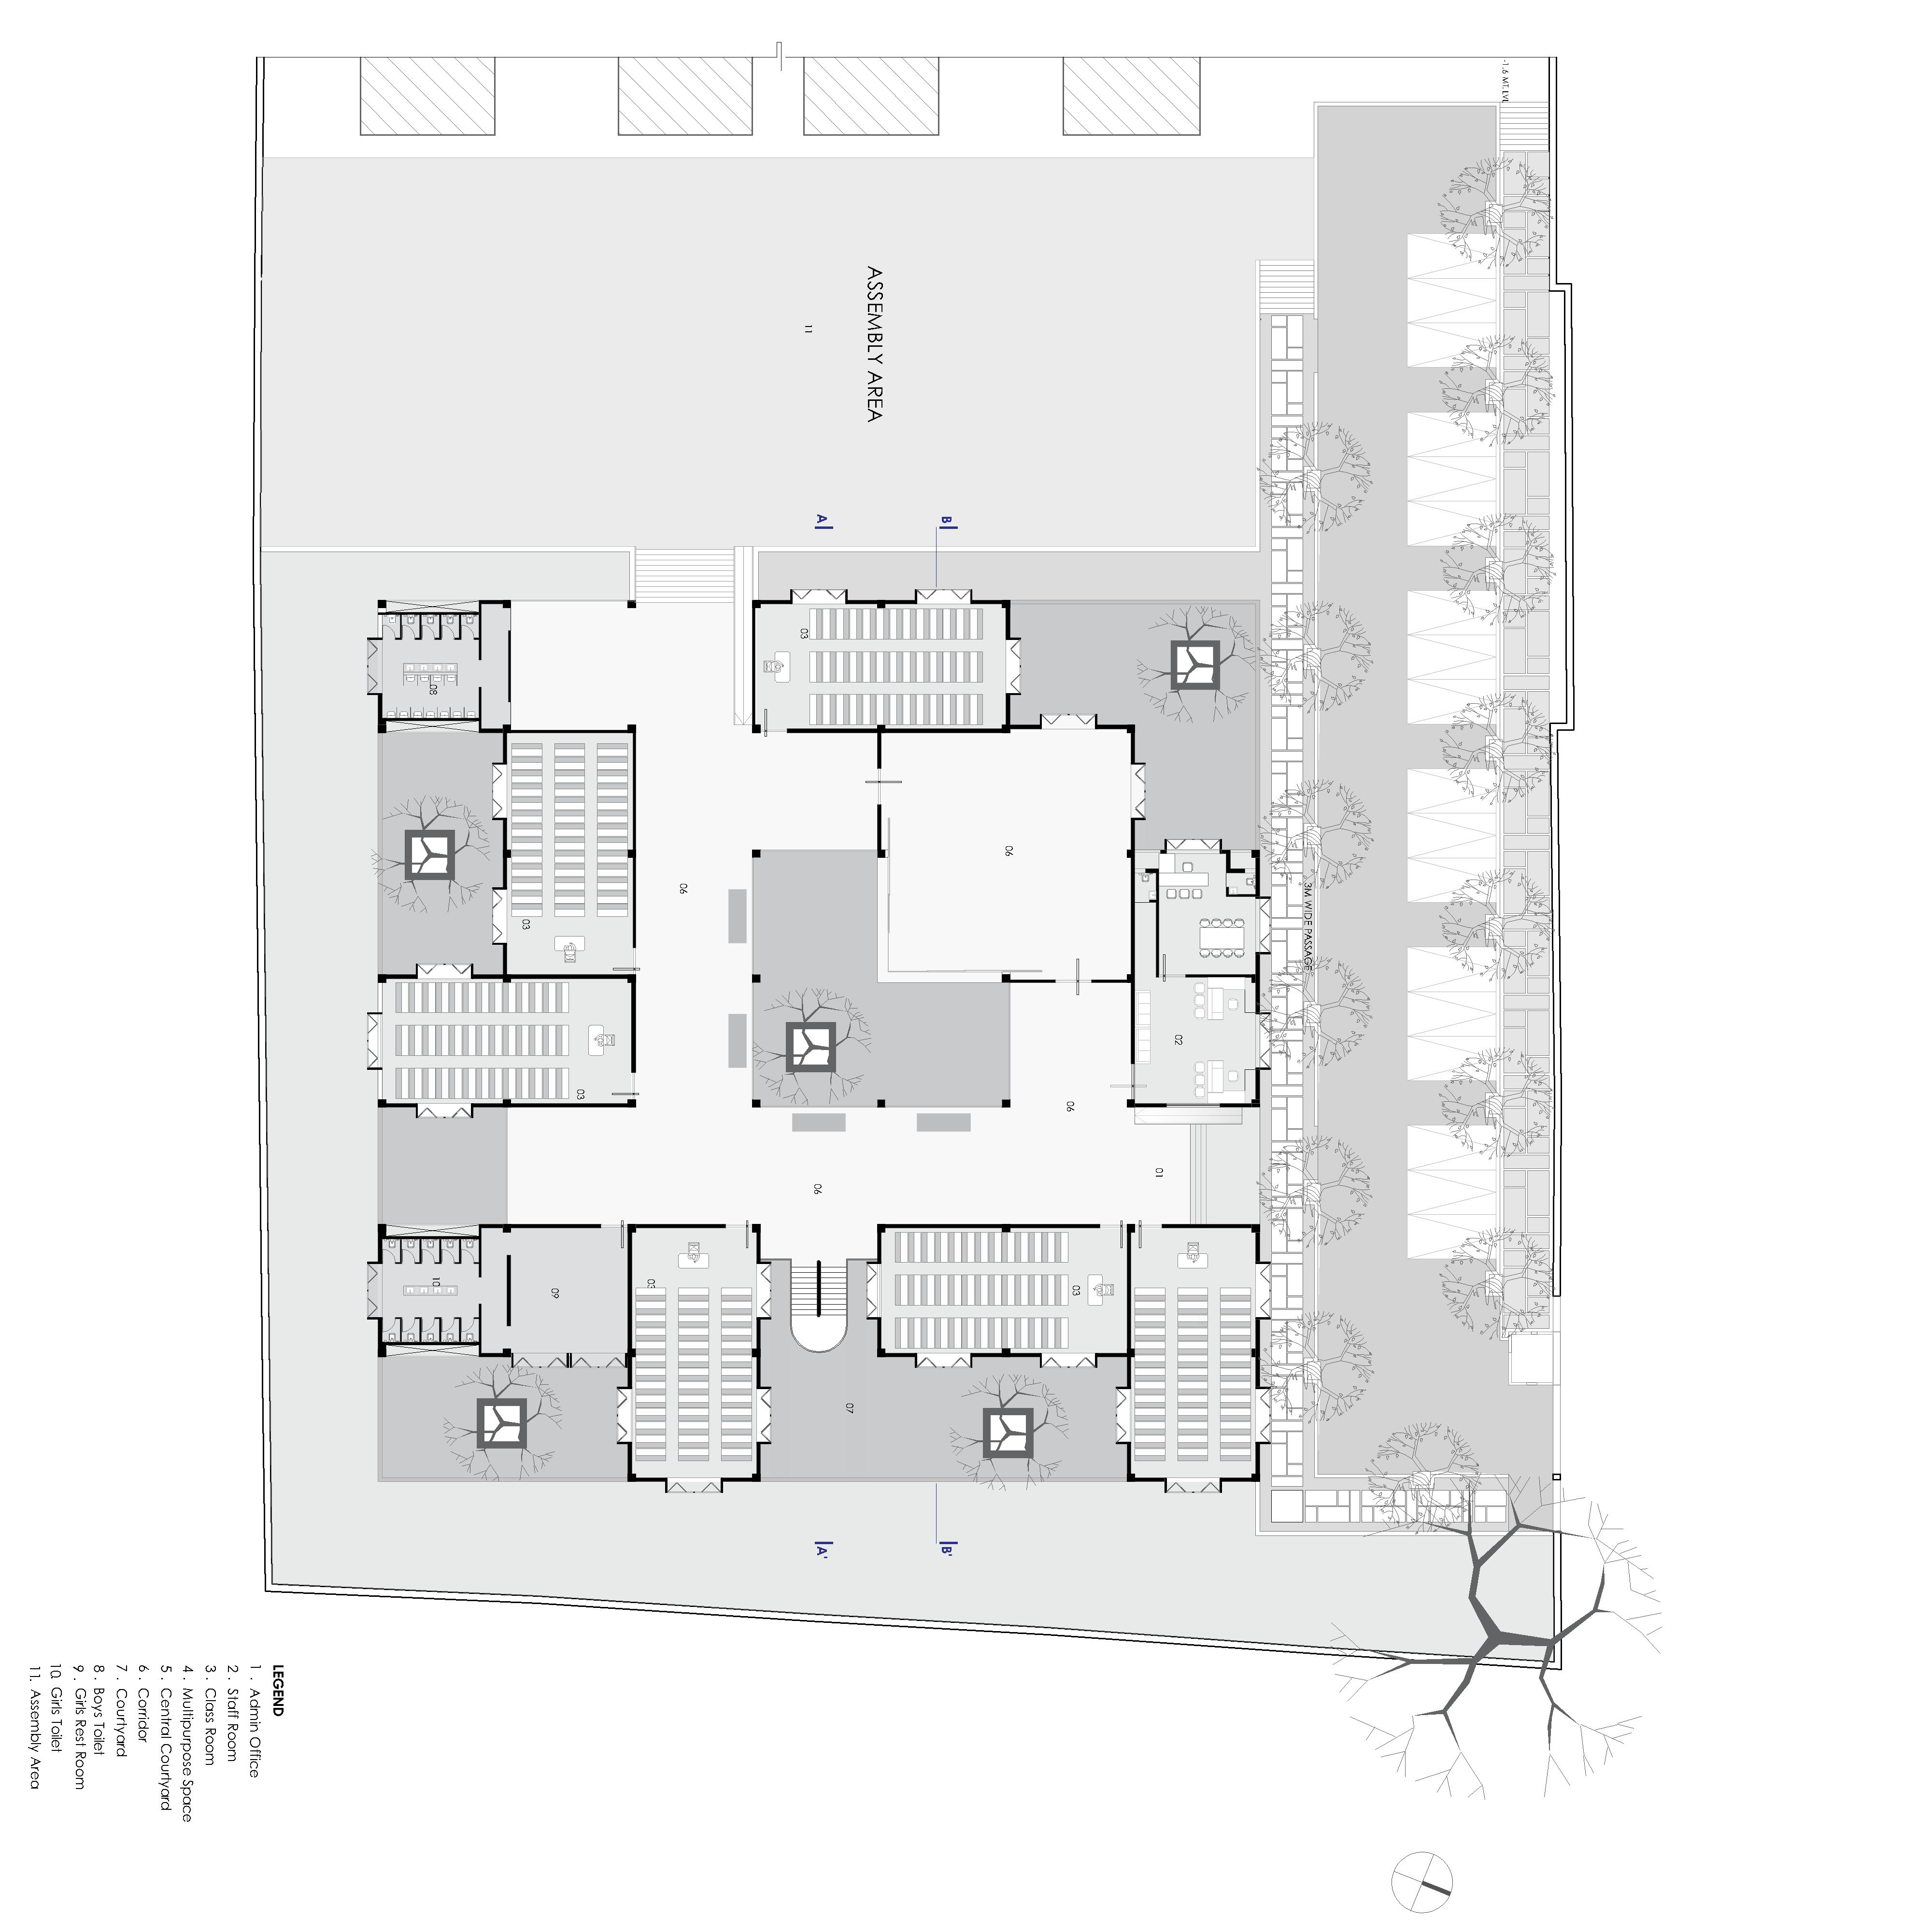 -1.6 MT. LVL
3M WIDE PASSAGE
02
01
03
06
06
B
B'
ASSEMBLY AREA
07
A
A'
06
11
03
06
03
03
09
03
10
08
LEGEND
1 . Admin Office
2 . Staff Room
3 . Class Room
4 . Multipurpose Space
5 . Central Courtyard
6 . Corridor
7 . Courtyard
8 . Boys Toilet
9 . Girls Rest Room
10. Girls Toilet
11. Assembly Area